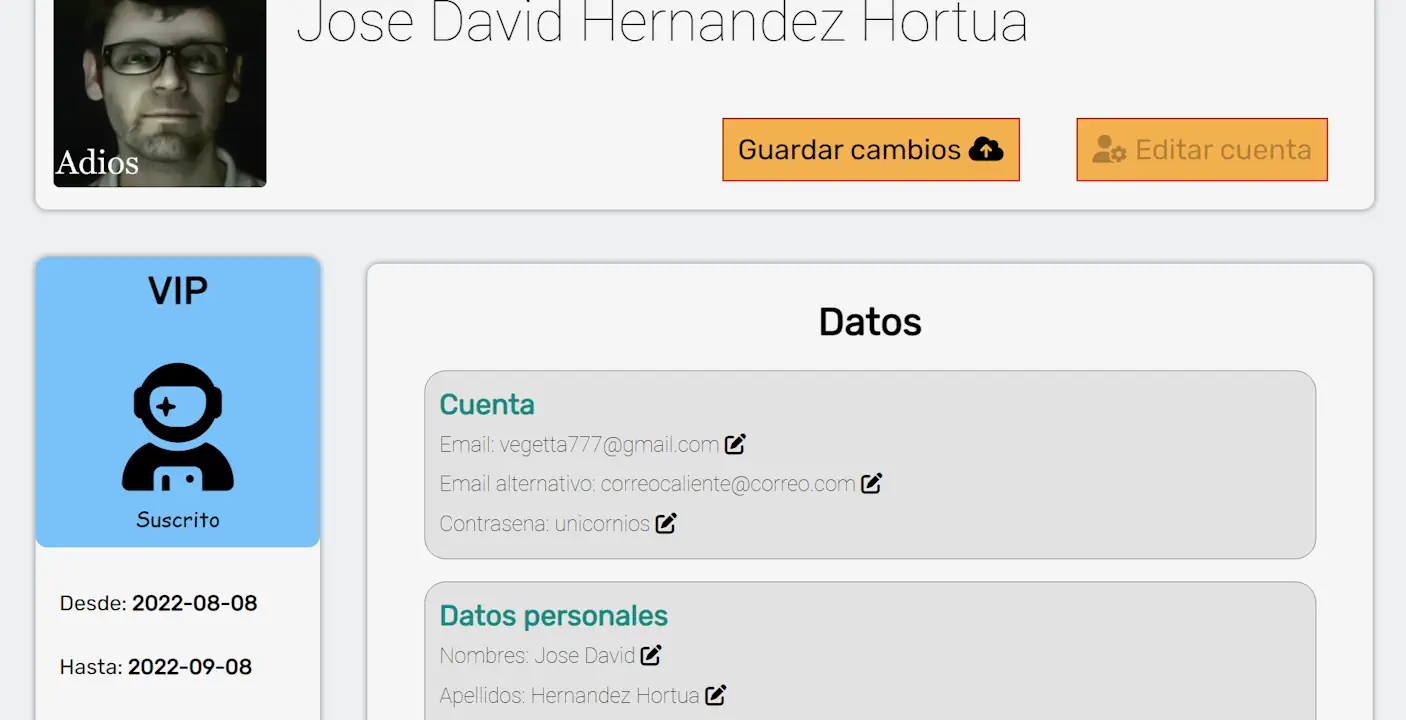 Jose David Hernandez Hortua
Adios
Guardar cambios
Editar cuenta
VIP
Suscrito
Desde: 2022-08-08
Hasta: 2022-09-08
Datos
Cuenta
Email: vegetta777@gmail.com
Email alternativo: correocaliente@correo.com
Contrasena: unicornios
Datos personales
Nombres: Jose David
Apellidos: Hernandez Hortua